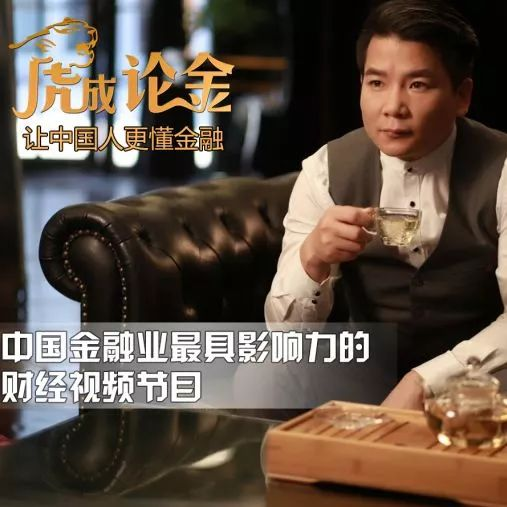 虎成论金
让中国人更懂金融
中国金融业最具影响力的
财经视频节目